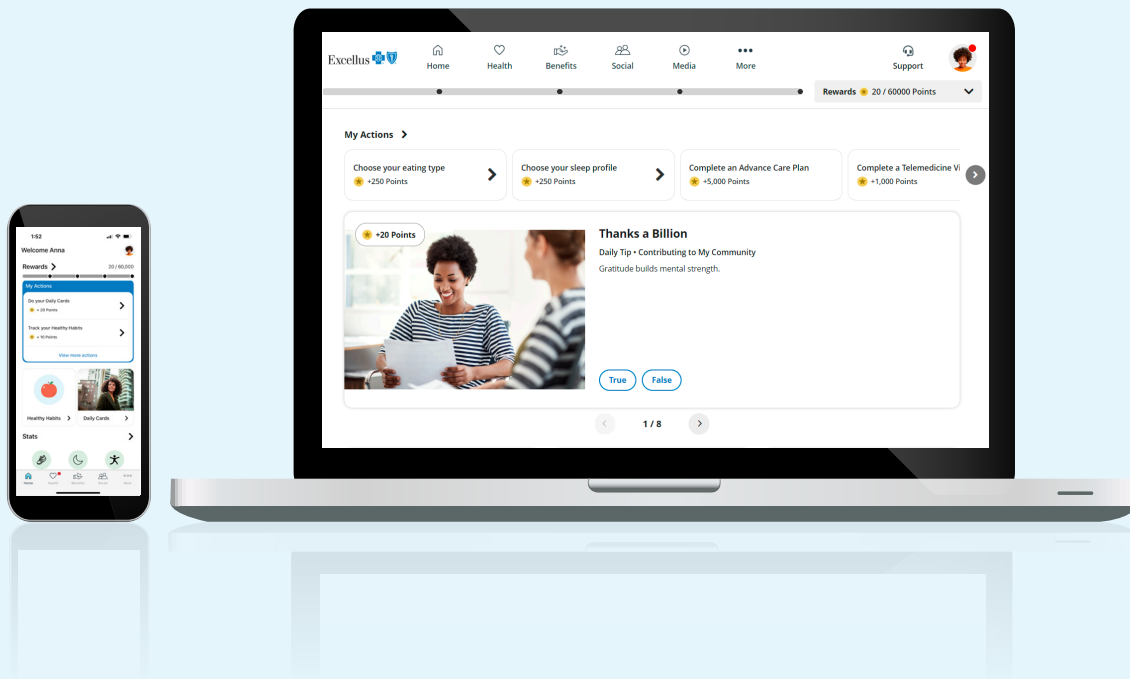 Excellus
Home
Health
Benefits
Social
Media
More
Support
Rewards 20 / 60000 Points
My Actions
Choose your eating type
+250 Points
Choose your sleep profile
+250 Points
Complete an Advance Care Plan
+5,000 Points
Complete a Telemedicine Vi
+1,000 Points
+20 Points
Thanks a Billion
Daily Tip • Contributing to My Community
Gratitude builds mental strength.
True
False
1 / 8
1:52
Welcome Anna
Rewards
20 / 60,000
My Actions
Do your Daily Cards
+ 20 Points
Track your Healthy Habits
+ 10 Points
View more actions
Healthy Habits
Daily Cards
Stats
Home
Health
Benefits
Social
More